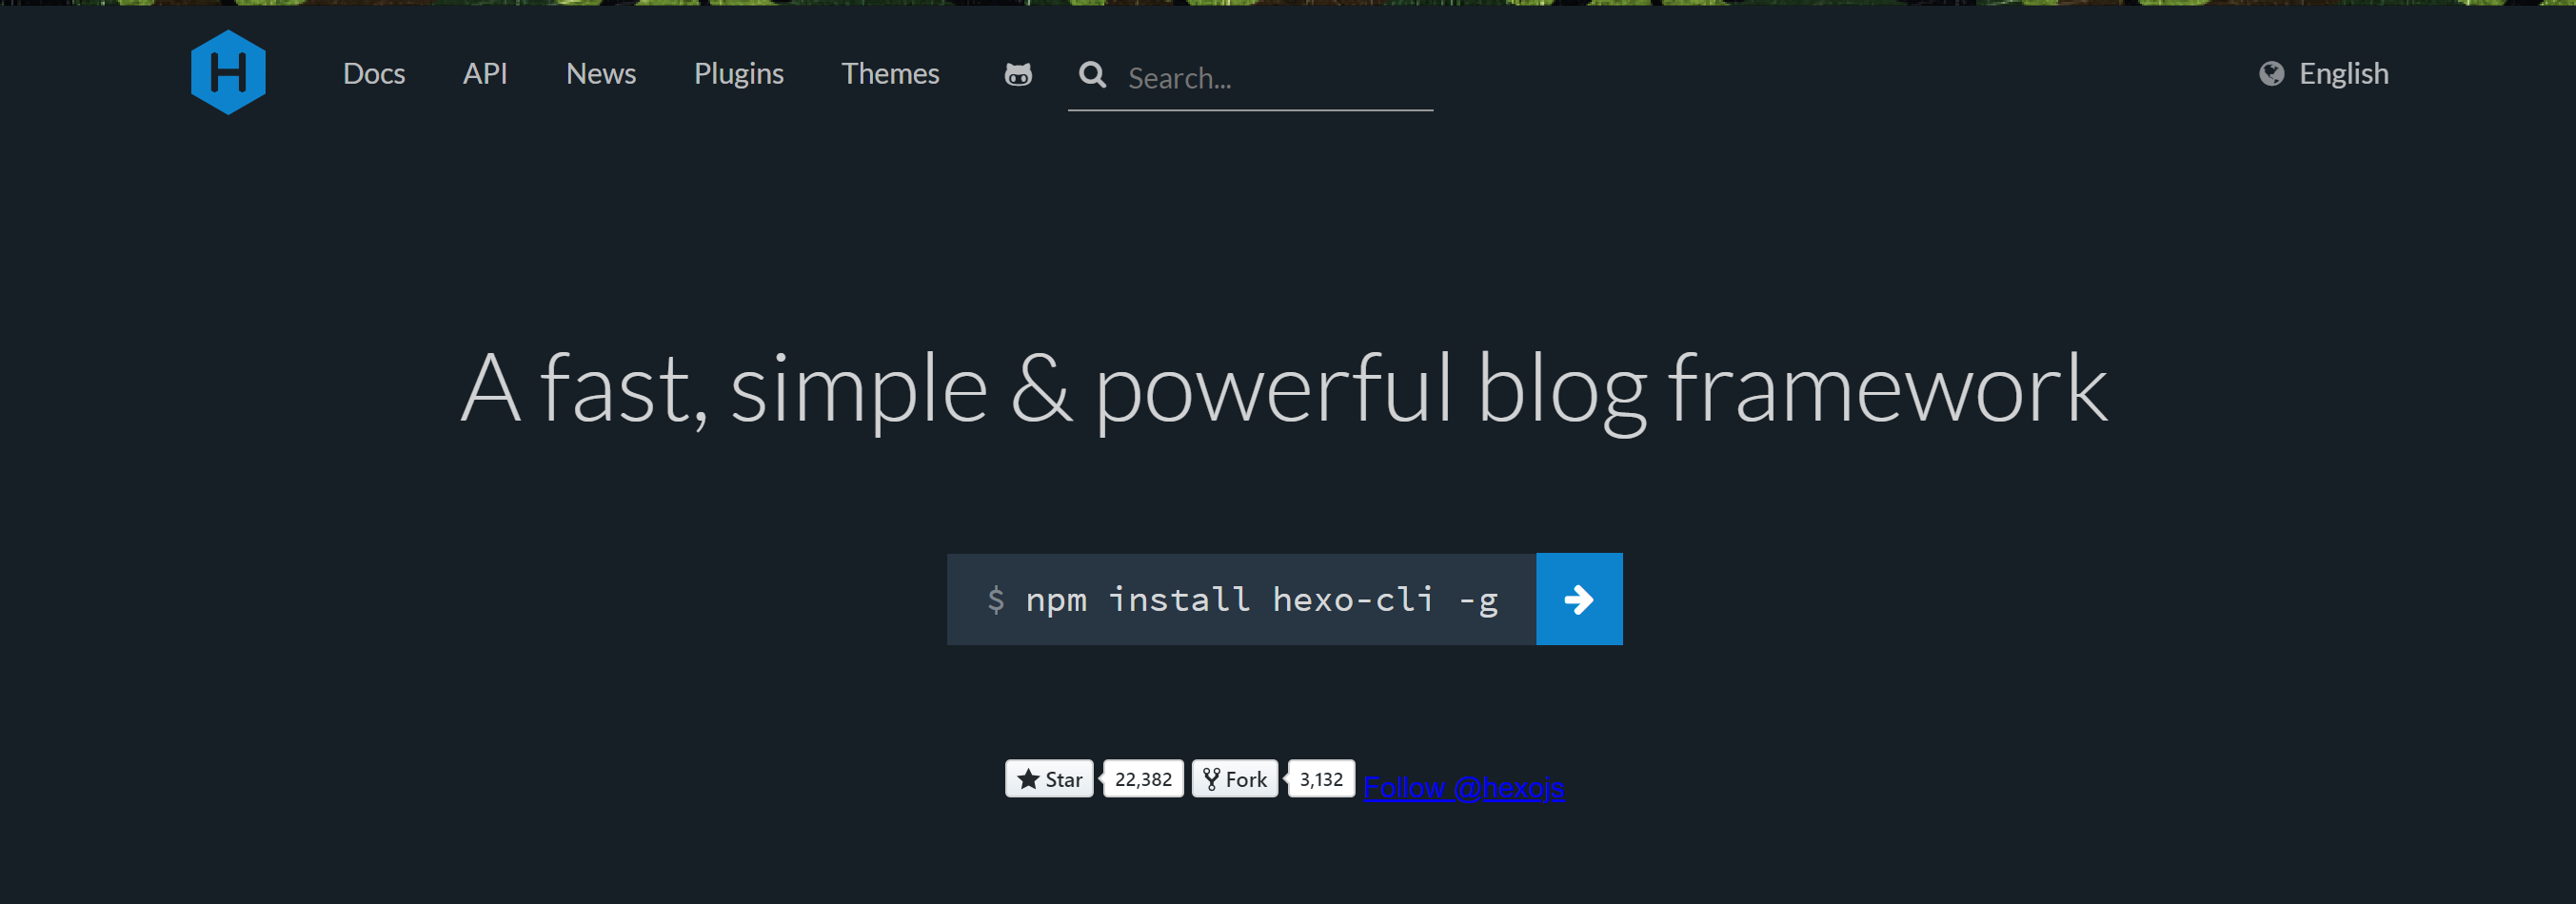 H Docs API News Plugins Themes Search... English
A fast, simple & powerful blog framework
$ npm install hexo-cli -g
Star 22,382 Fork 3,132 Follow @hexojs